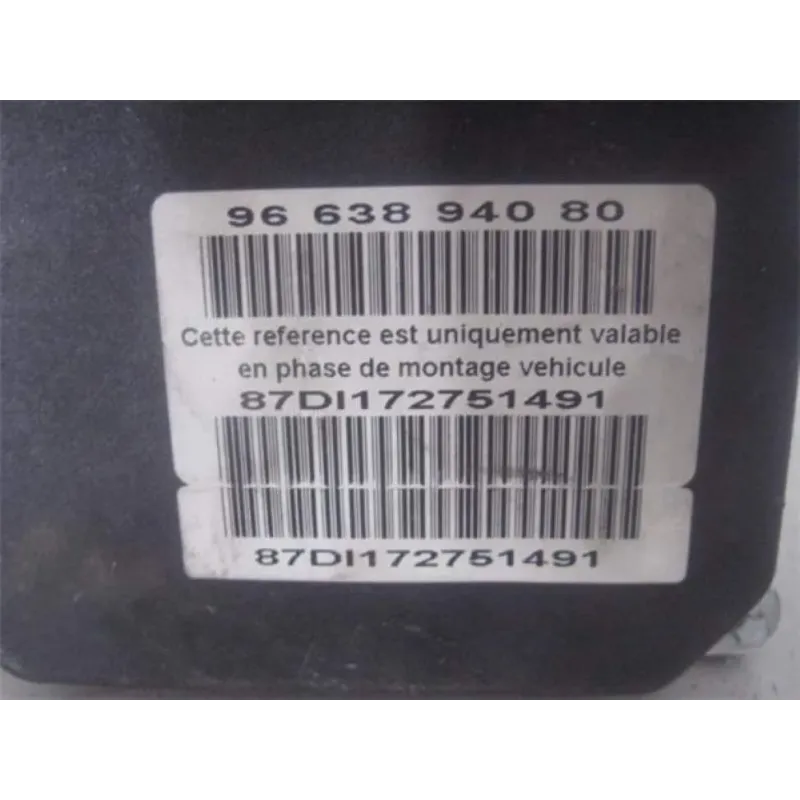 96 638 940 80
Cette reference est uniquement valable
en phase de montage vehicule
87DI172751491
87DI172751491